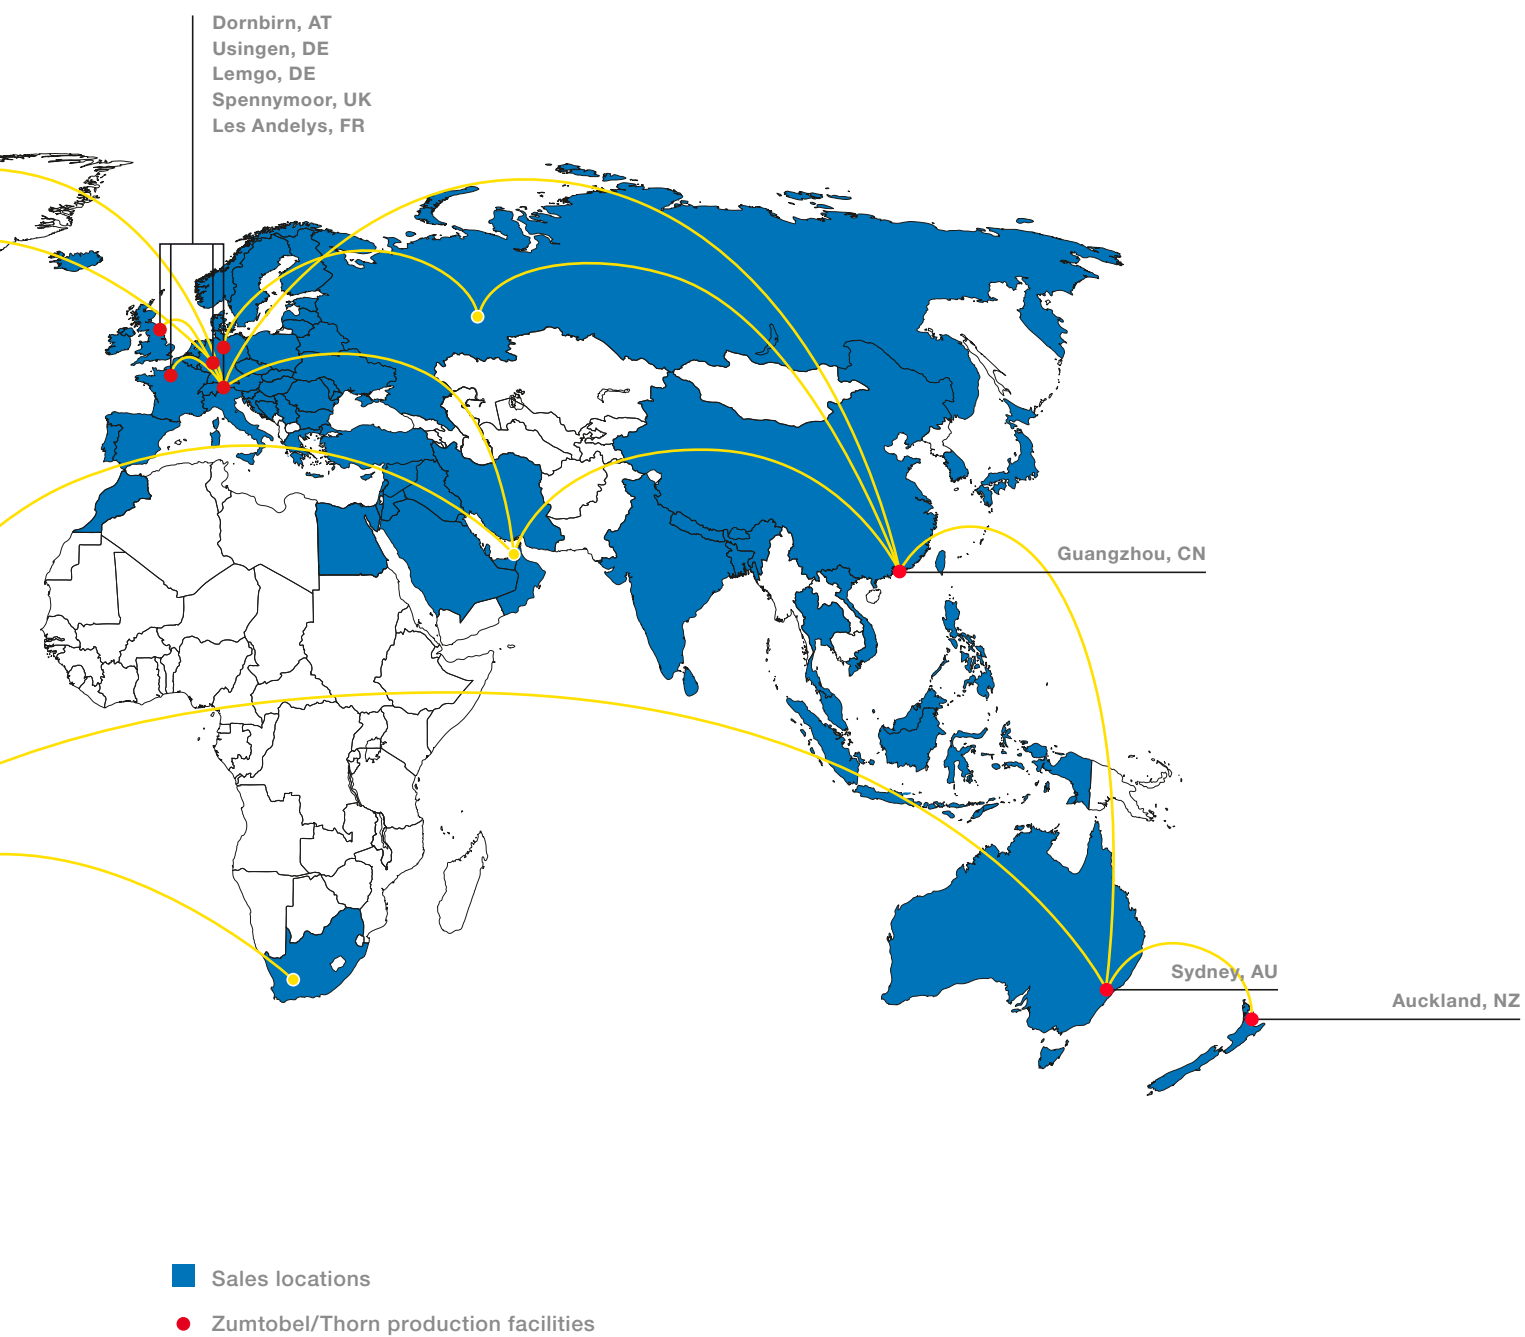 Dornbirn, AT
Usingen, DE
Lemgo, DE
Spennymoor, UK
Les Andelys, FR
Guangzhou, CN
Sydney, AU
Auckland, NZ
Sales locations
Zumtobel/Thorn production facilities